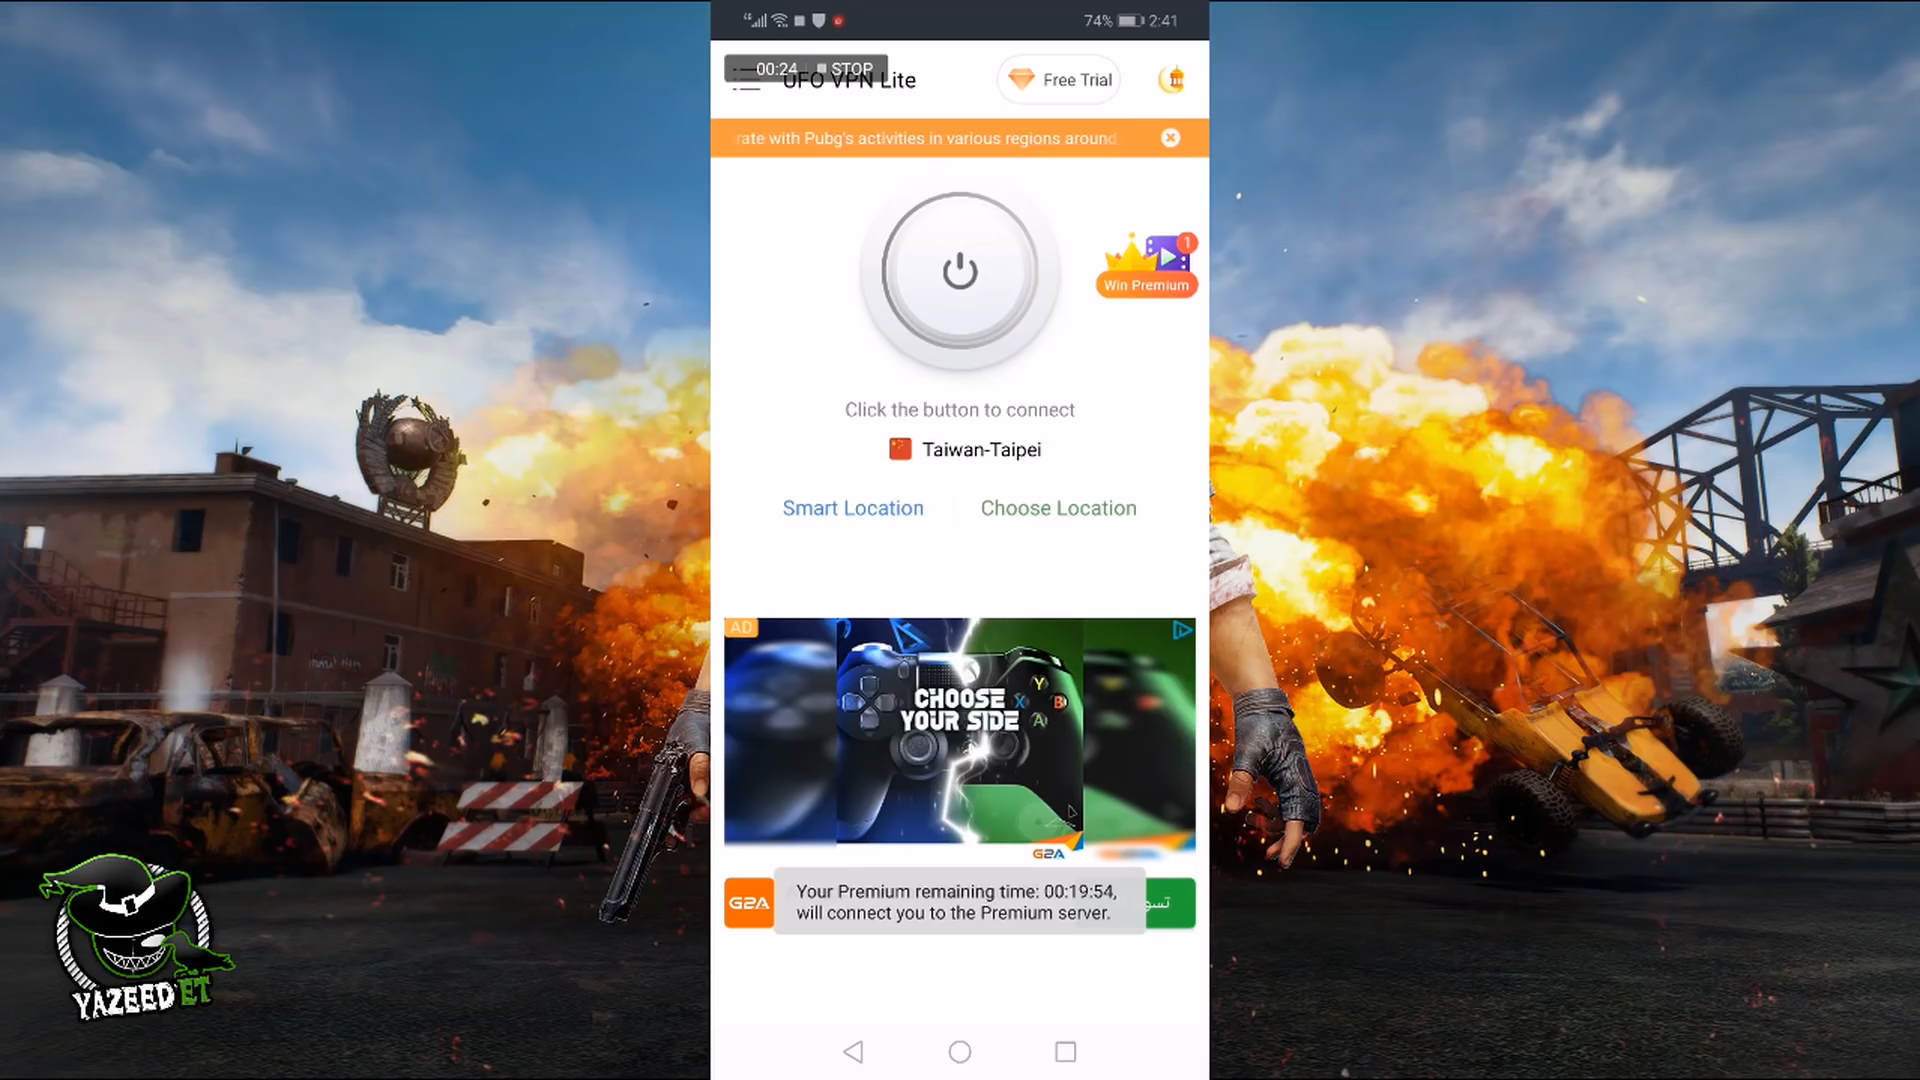 74% 2:41
00:24 STOP
UFO VPN Lite
Free Trial
rate with Pubg's activities in various regions around
1
Win Premium
Click the button to connect
Taiwan-Taipei
Smart Location
Choose Location
AD
CHOOSE
YOUR SIDE
Y
X
B
A
G2A
G2A
Your Premium remaining time: 00:19:54,
will connect you to the Premium server.
تسو
YAZEED ET